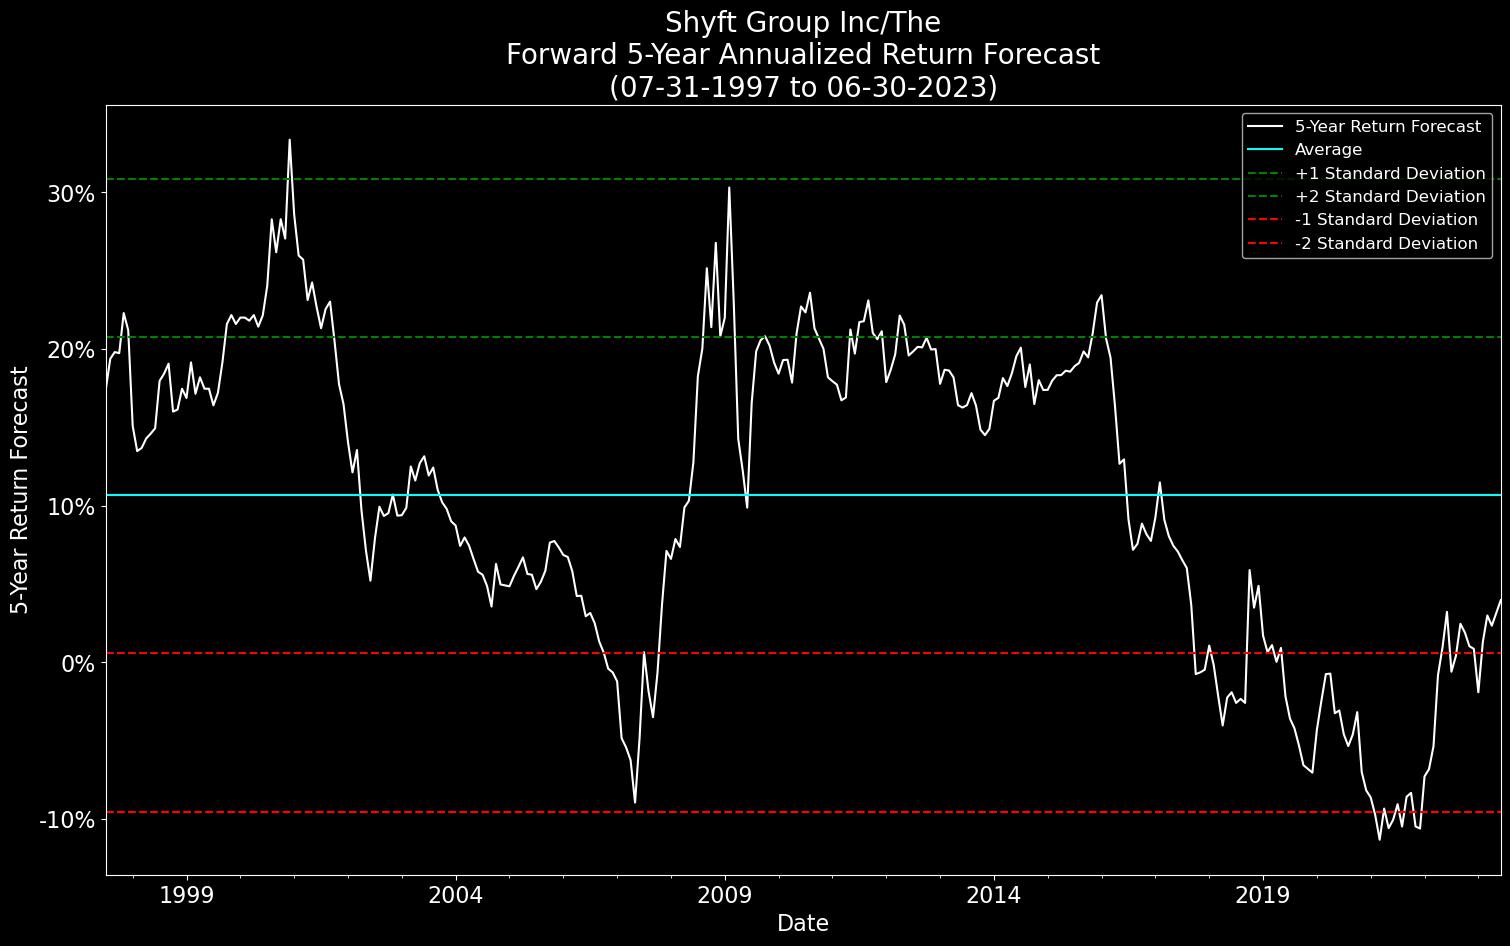 Shyft Group Inc/The
Forward 5-Year Annualized Return Forecast
(07-31-1997 to 06-30-2023)
5-Year Return Forecast
Average
+1 Standard Deviation
+2 Standard Deviation
-1 Standard Deviation
-2 Standard Deviation
5-Year Return Forecast
30%
20%
10%
0%
-10%
1999 2004 2009 2014 2019
Date